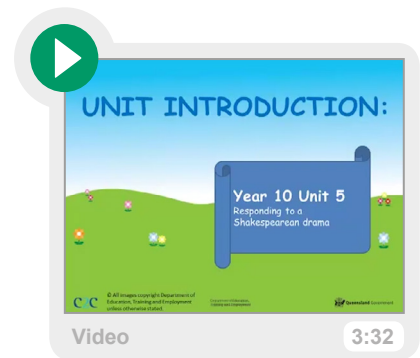 UNIT INTRODUCTION:
Year 10 Unit 5
Responding to a
Shakespearean drama
© All images copyright Department of
Education, Training and Employment
unless otherwise stated.
Queensland Government
Video
3:32